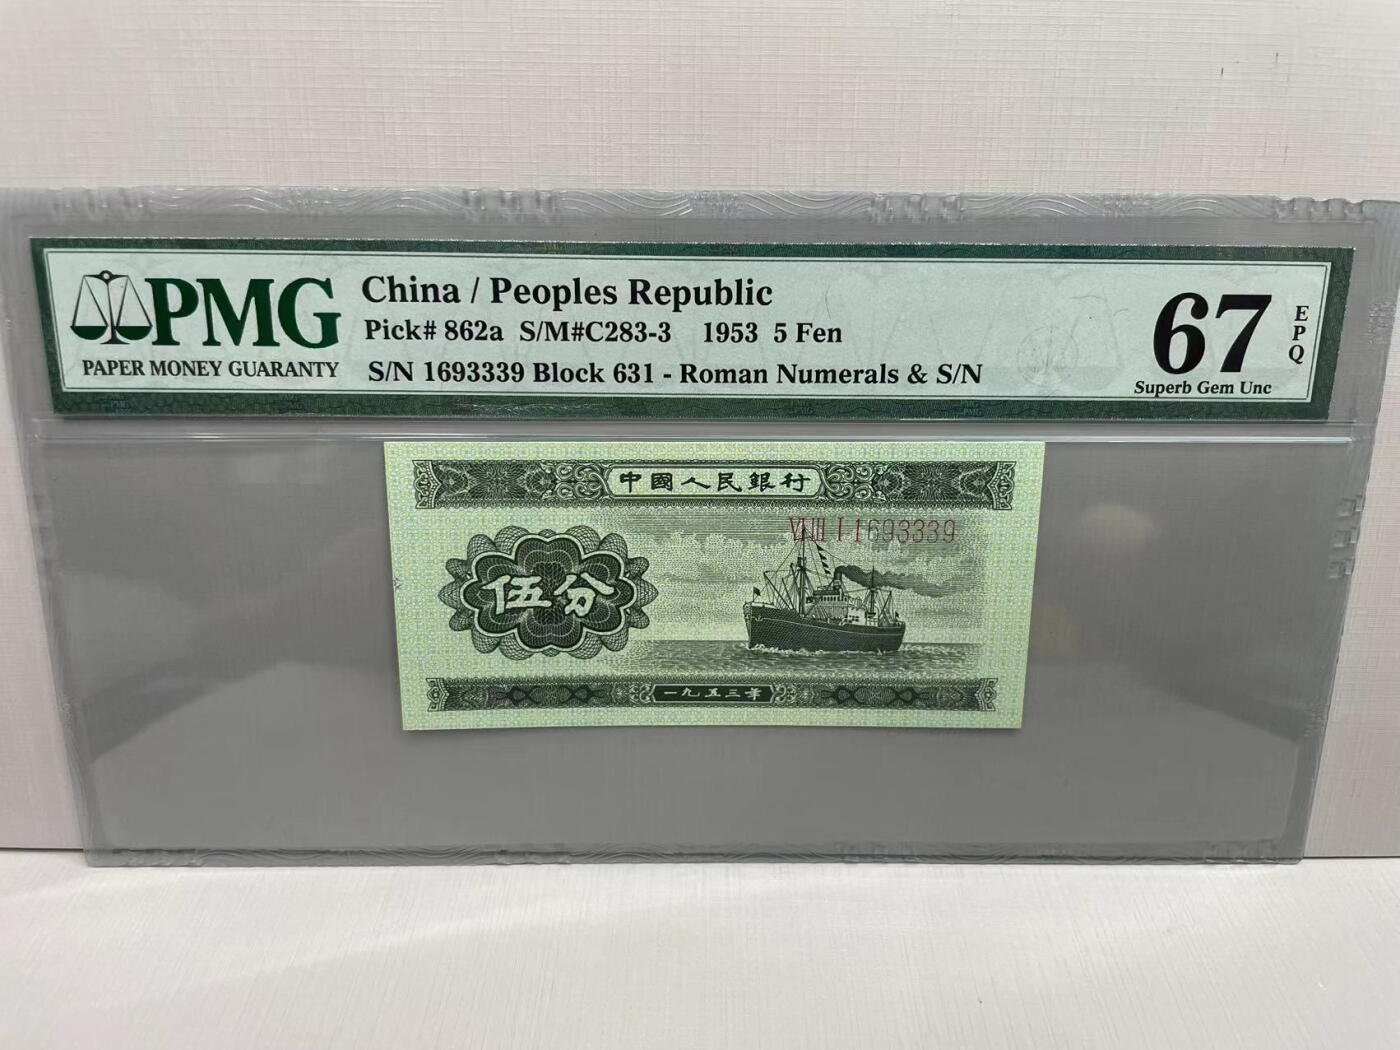 PMG
PAPER MONEY GUARANTY
China / Peoples Republic
Pick# 862a S/M#C283-3 1953 5 Fen
S/N 1693339 Block 631 - Roman Numerals & S/N
67
EPQ
Superb Gem Unc
中國人民銀行
VI III I 1693339
伍分
一九五三年